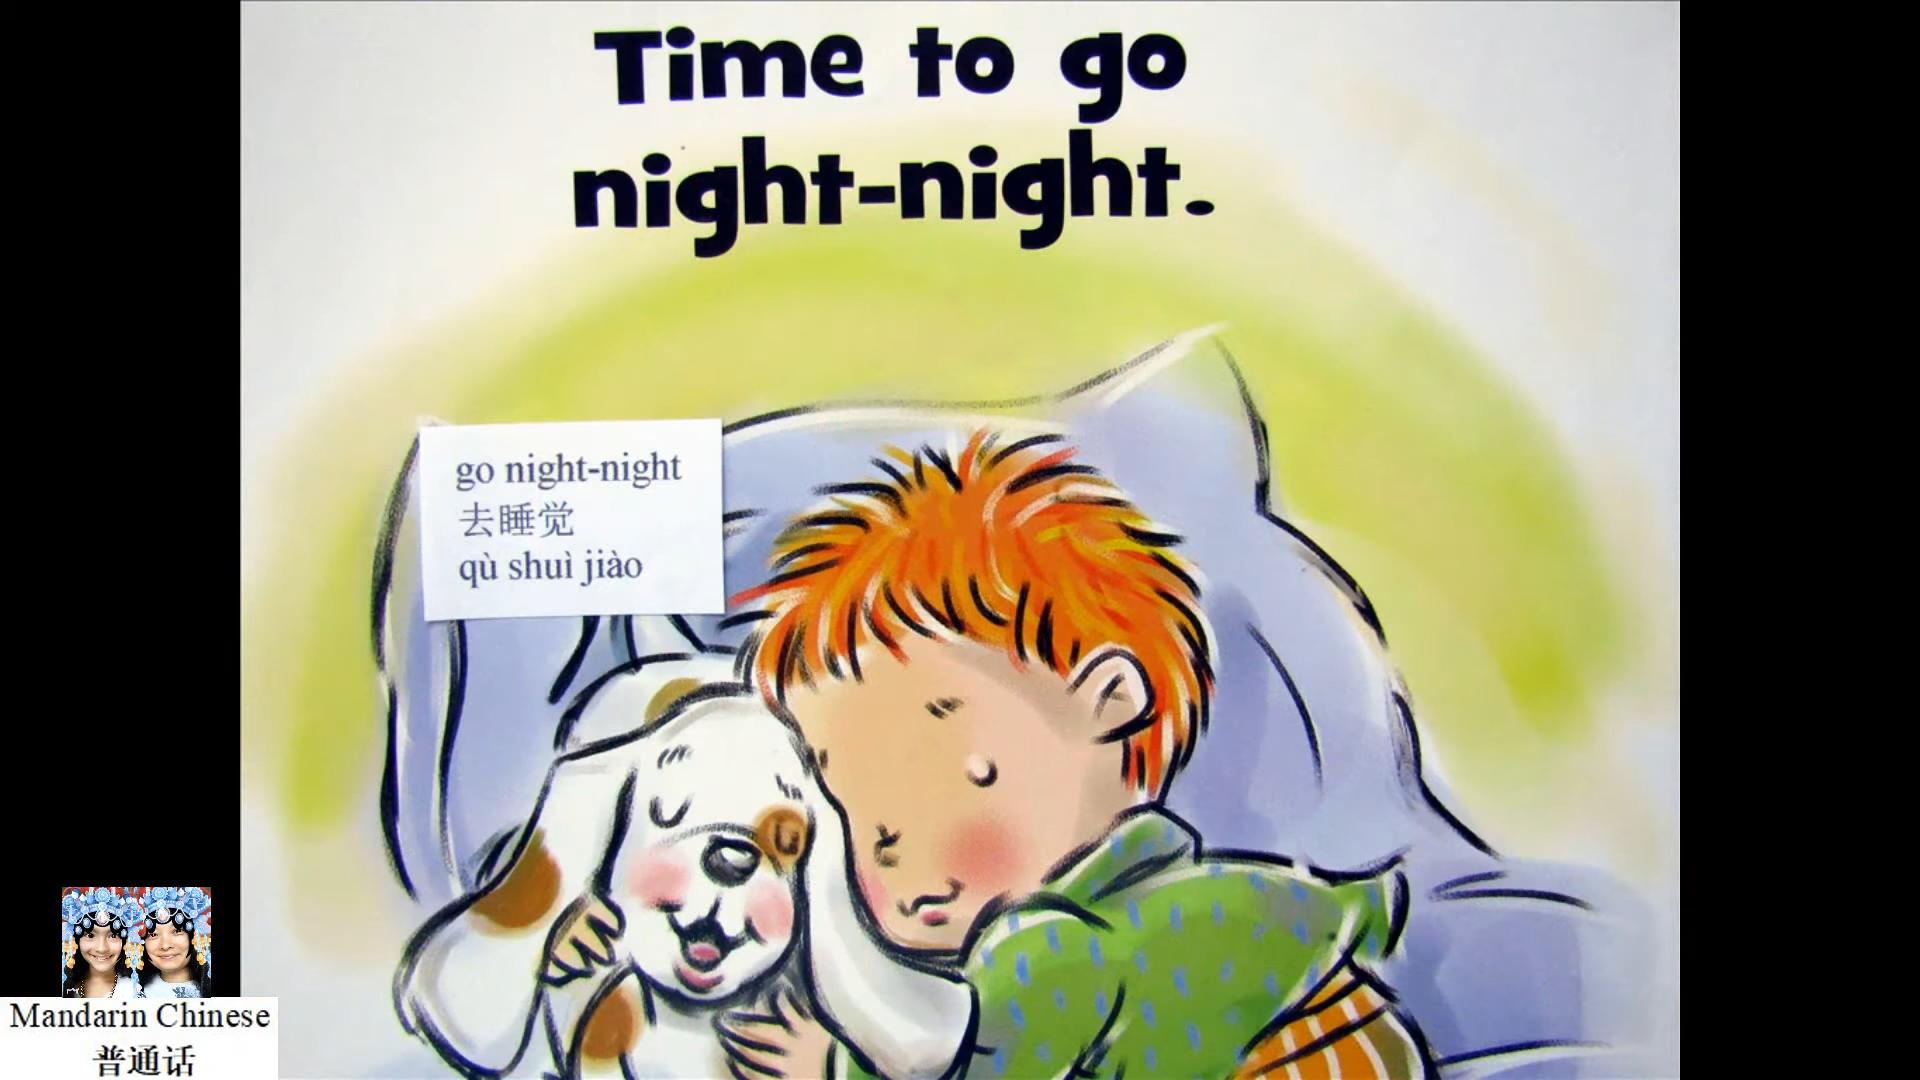 Time to go
night-night.
go night-night
去睡觉
qù shuì jiào
Mandarin Chinese
普通话